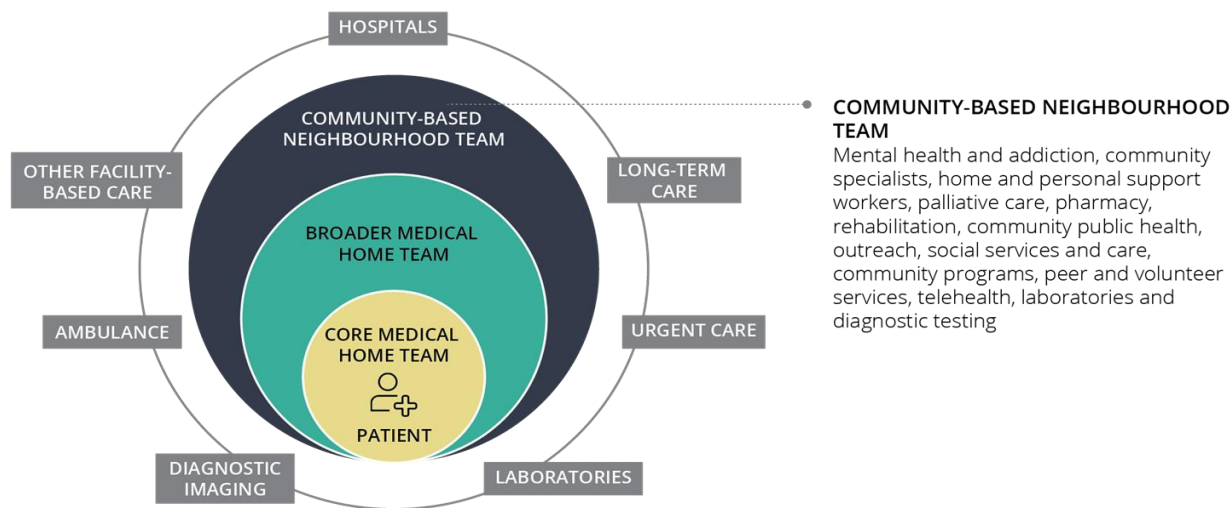 HOSPITALS
COMMUNITY-BASED
NEIGHBOURHOOD TEAM
OTHER FACILITY-
BASED CARE
LONG-TERM
CARE
BROADER MEDICAL
HOME TEAM
AMBULANCE
URGENT CARE
CORE MEDICAL
HOME TEAM
PATIENT
DIAGNOSTIC
IMAGING
LABORATORIES
COMMUNITY-BASED NEIGHBOURHOOD
TEAM
Mental health and addiction, community
specialists, home and personal support
workers, palliative care, pharmacy,
rehabilitation, community public health,
outreach, social services and care,
community programs, peer and volunteer
services, telehealth, laboratories and
diagnostic testing